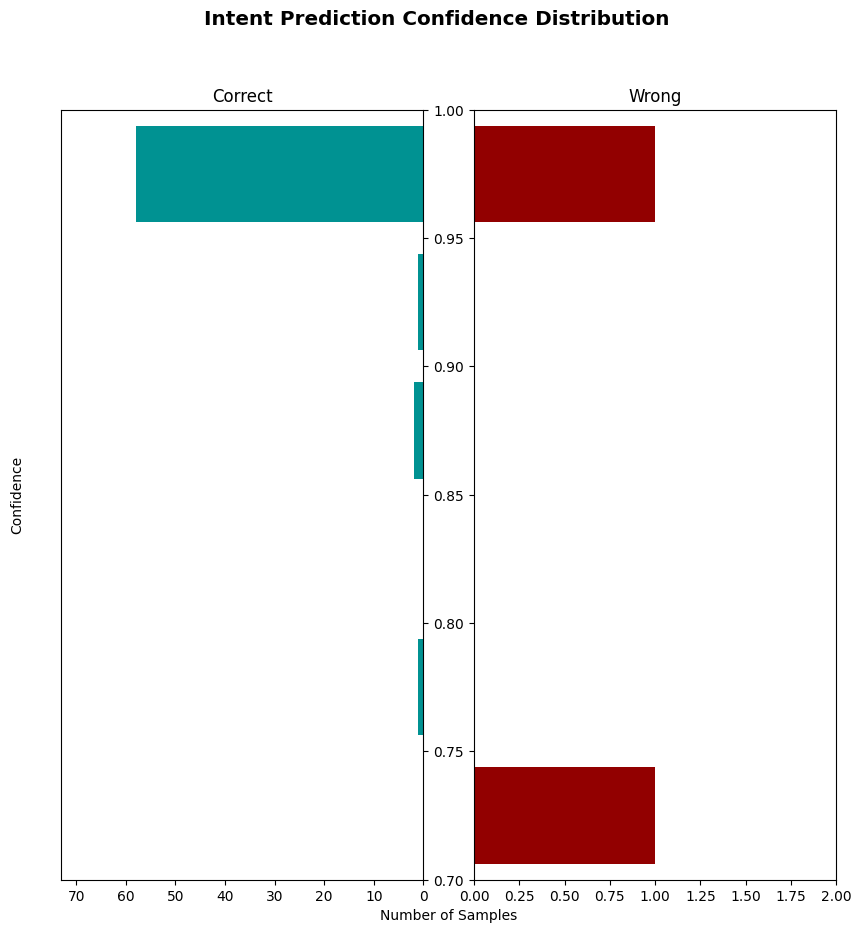 Intent Prediction Confidence Distribution
Correct
Wrong
1.00
0.95
0.90
0.85
0.80
0.75
0.70
Confidence
70 60 50 40 30 20 10 0
0.00 0.25 0.50 0.75 1.00 1.25 1.50 1.75 2.00
Number of Samples